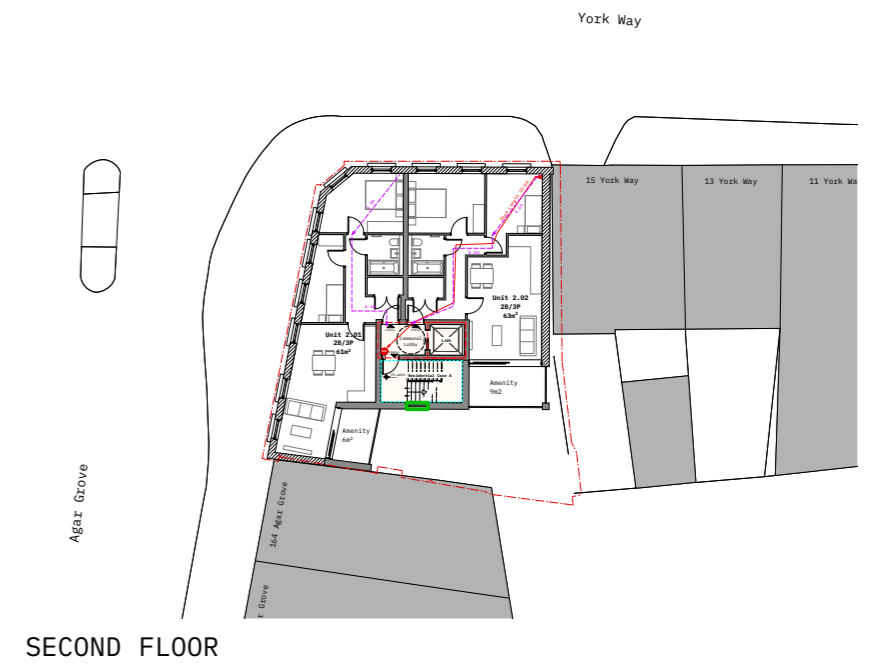 York Way
15 York Way
13 York Way
11 York Wa
Unit 2.02
2B/3P
63m²
Unit 2.01
2B/3P
61m²
Communal
Lobby
Lift
Residential Core A
Amenity
9m2
Amenity
6m²
Agar Grove
164 Agar Grove
r Grove
SECOND FLOOR